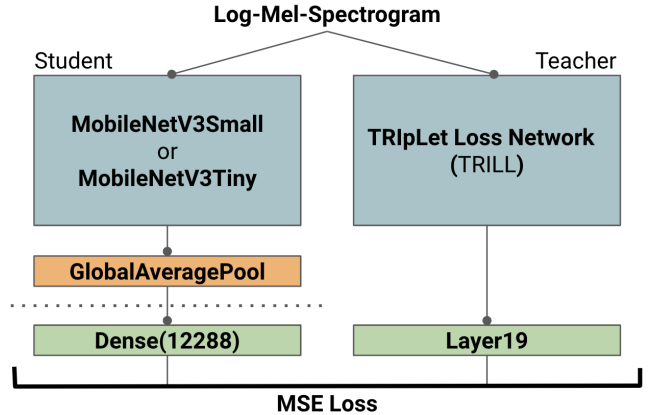 Log-Mel-Spectrogram
Student
Teacher
MobileNetV3Small
or
MobileNetV3Tiny
TRIpLet Loss Network
(TRILL)
GlobalAveragePool
Dense(12288)
Layer19
MSE Loss